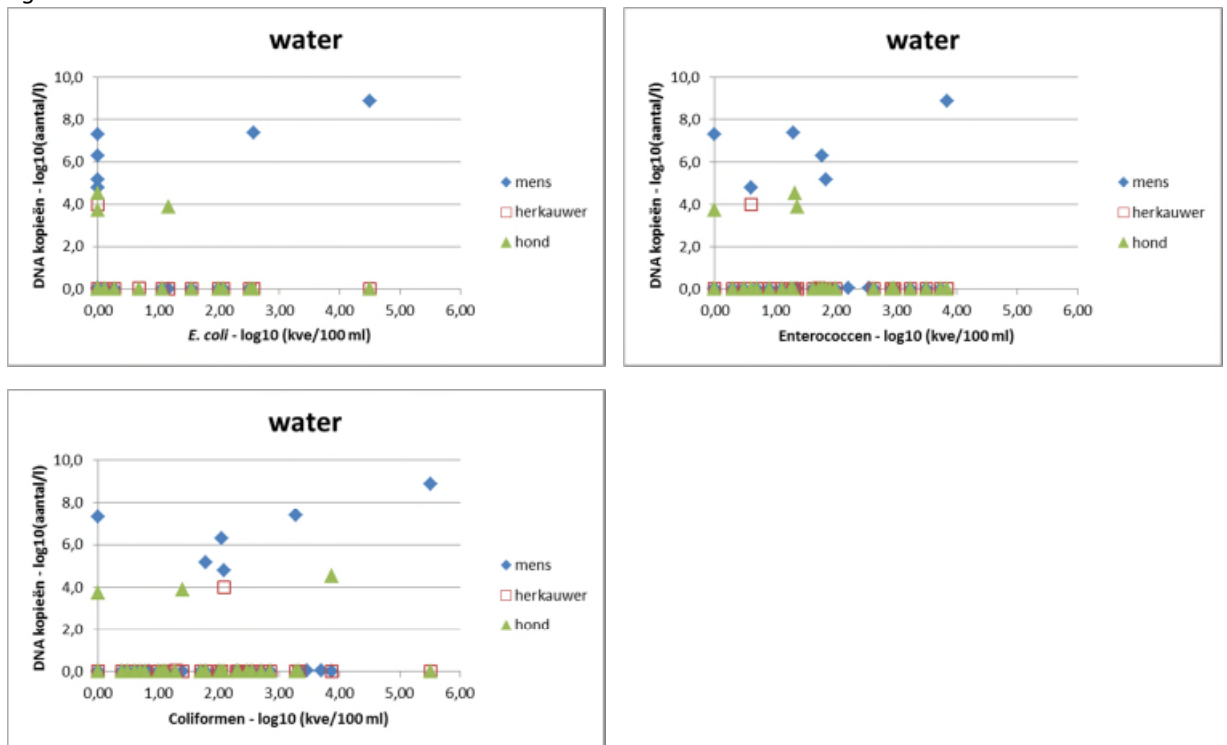 water
DNA kopieën - log10(aantal/l)
10,0
8,0
6,0
4,0
2,0
0,0
0,00 1,00 2,00 3,00 4,00 5,00 6,00
E. coli - log10 (kve/100 ml)
mens
herkauwer
hond
water
DNA kopieën - log10(aantal/l)
10,0
8,0
6,0
4,0
2,0
0,0
0,00 1,00 2,00 3,00 4,00 5,00 6,00
Enterococcen - log10 (kve/100 ml)
mens
herkauwer
hond
water
DNA kopieën - log10(aantal/l)
10,0
8,0
6,0
4,0
2,0
0,0
0,00 1,00 2,00 3,00 4,00 5,00 6,00
Coliformen - log10 (kve/100 ml)
mens
herkauwer
hond